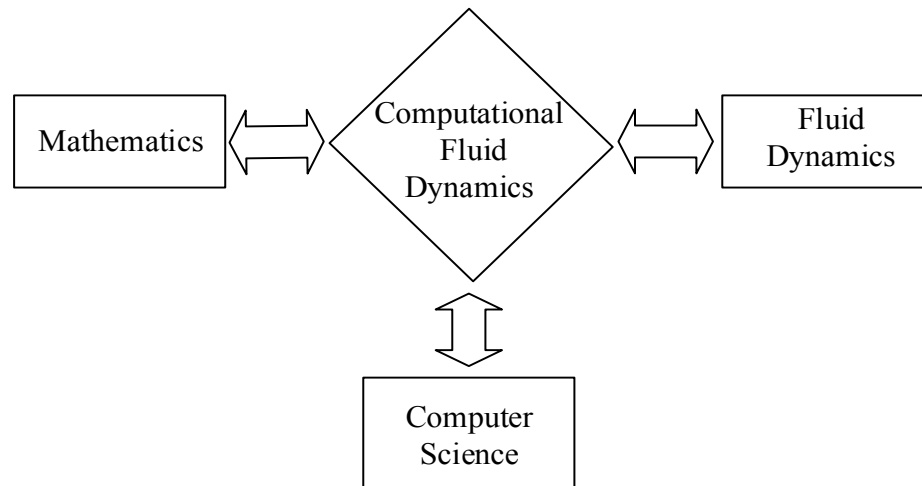 Mathematics
Computational
Fluid
Dynamics
Fluid
Dynamics
Computer
Science